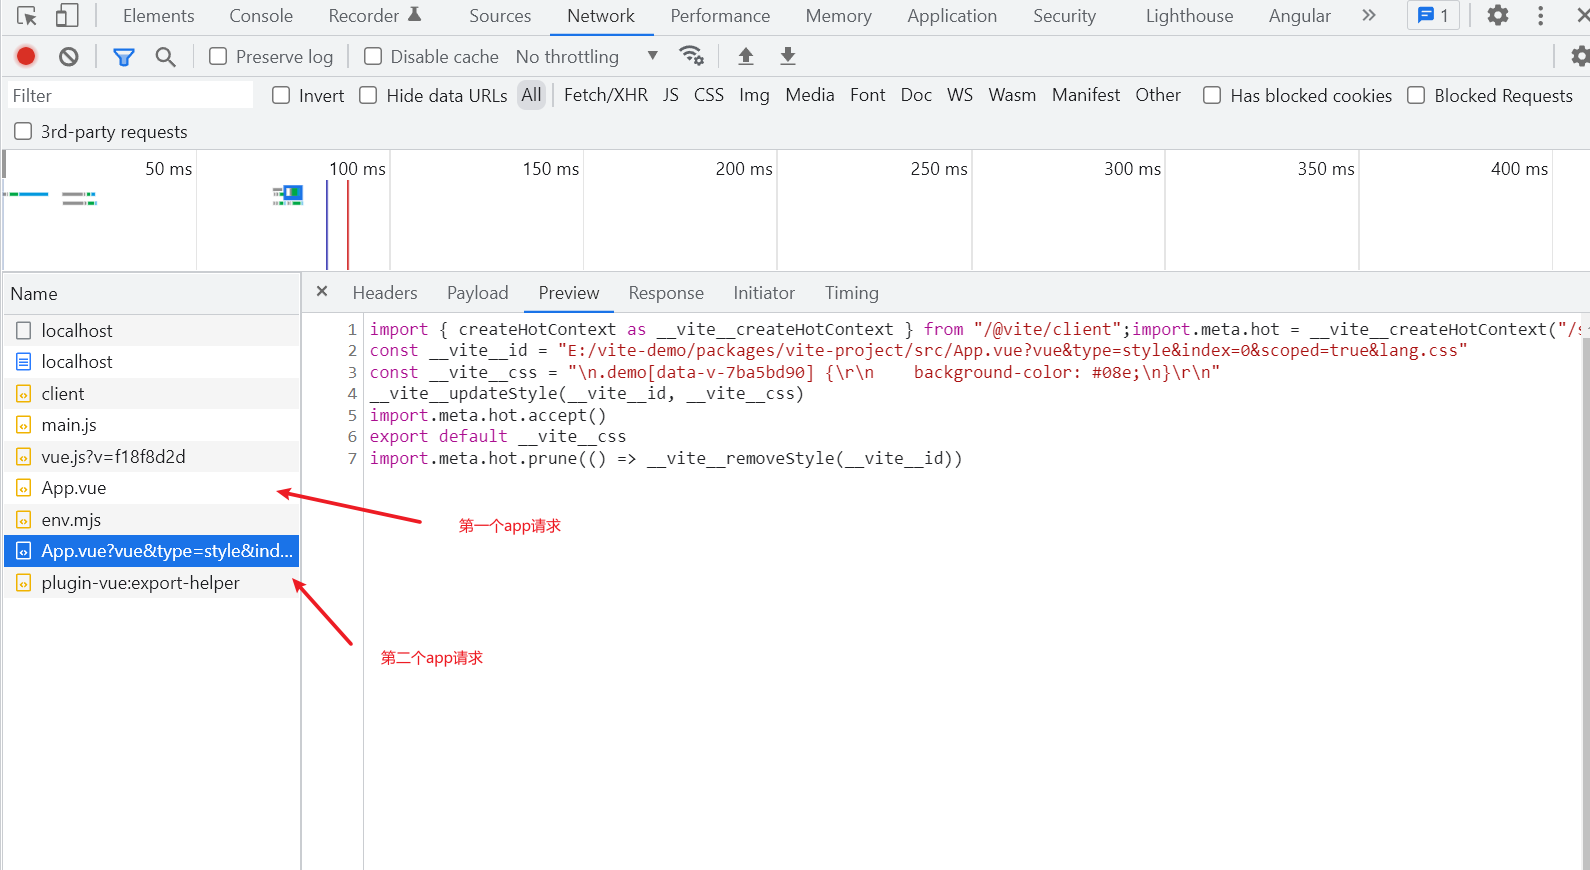 Elements Console Recorder Sources Network Performance Memory Application Security Lighthouse Angular 1
Preserve log Disable cache No throttling
Filter Invert Hide data URLs All Fetch/XHR JS CSS Img Media Font Doc WS Wasm Manifest Other Has blocked cookies Blocked Requests
3rd-party requests
50 ms 100 ms 150 ms 200 ms 250 ms 300 ms 350 ms 400 ms
Name
localhost
localhost
client
main.js
vue.js?v=f18f8d2d
App.vue
env.mjs
App.vue?vue&type=style&ind...
plugin-vue:export-helper
Headers Payload Preview Response Initiator Timing
1 import { createHotContext as __vite__createHotContext } from "/@vite/client";import.meta.hot = __vite__createHotContext("/s
2 const __vite__id = "E:/vite-demo/packages/vite-project/src/App.vue?vue&type=style&index=0&scoped=true&lang.css"
3 const __vite__css = "\n.demo[data-v-7ba5bd90] {\r\n    background-color: #08e;\n}\r\n"
4 __vite__updateStyle(__vite__id, __vite__css)
5 import.meta.hot.accept()
6 export default __vite__css
7 import.meta.hot.prune(() => __vite__removeStyle(__vite__id))
第一个app请求
第二个app请求